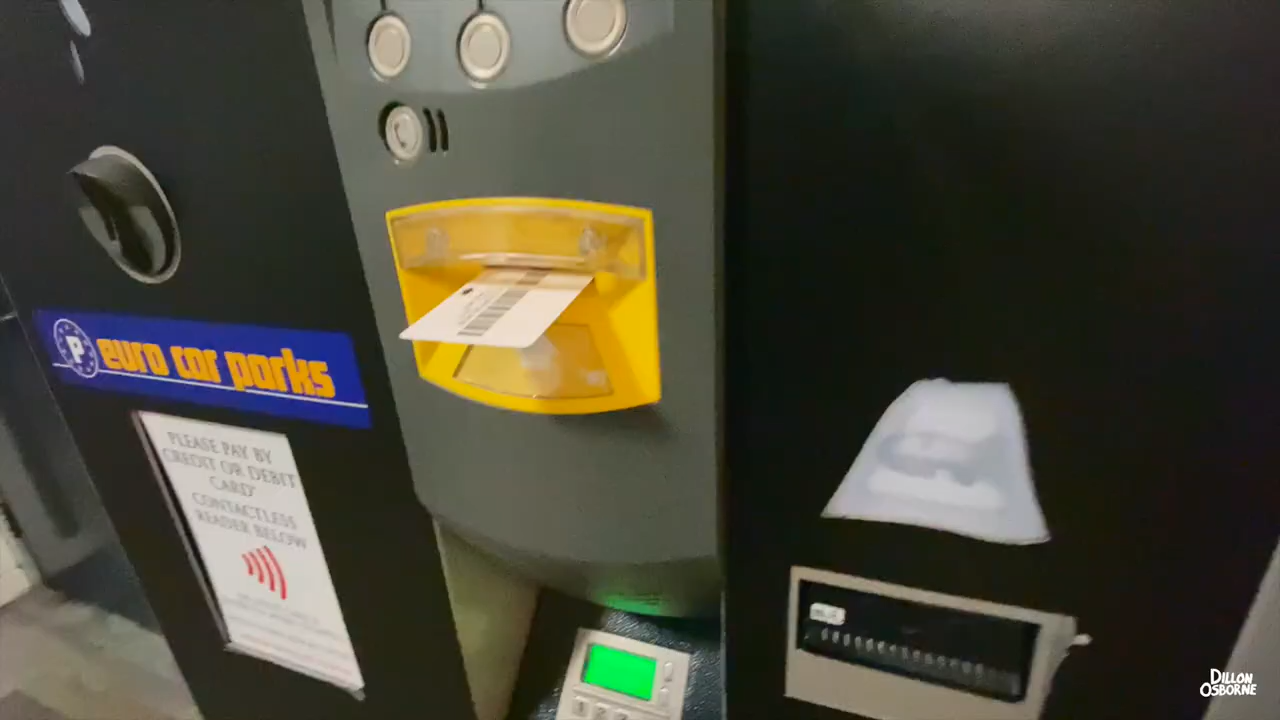 P
euro car parks
PLEASE PAY BY
CREDIT OR DEBIT
CARD
CONTACTLESS
READER BELOW
DILLON
OSBORNE